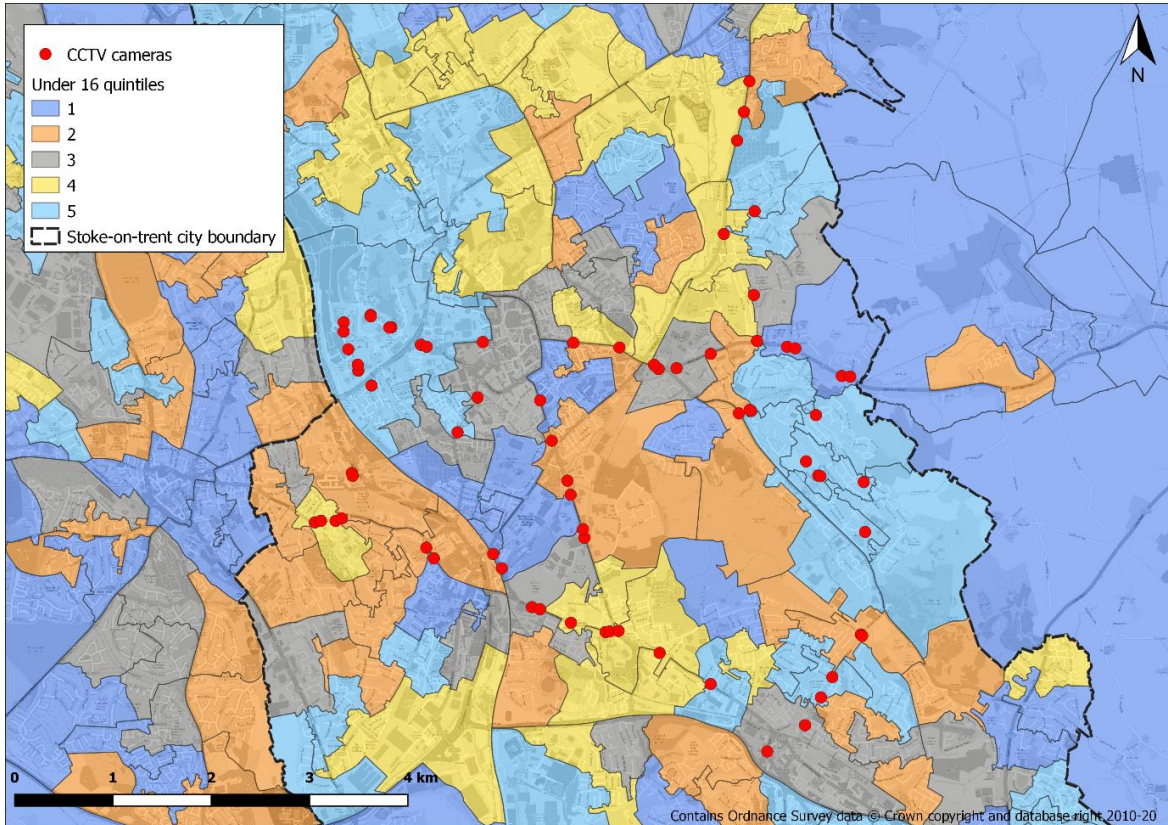 CCTV cameras
Under 16 quintiles
1
2
3
4
5
Stoke-on-trent city boundary
N
0 1 2 3 4 km
Contains Ordnance Survey data © Crown copyright and database right 2010-20